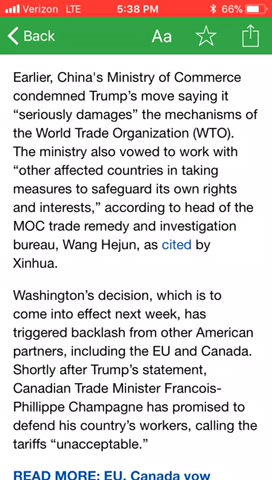 Verizon LTE 5:38 PM 66%
Back Aa
Earlier, China's Ministry of Commerce
condemned Trump's move saying it
“seriously damages” the mechanisms of
the World Trade Organization (WTO).
The ministry also vowed to work with
“other affected countries in taking
measures to safeguard its own rights
and interests,” according to head of the
MOC trade remedy and investigation
bureau, Wang Hejun, as cited by
Xinhua.
Washington’s decision, which is to
come into effect next week, has
triggered backlash from other American
partners, including the EU and Canada.
Shortly after Trump’s statement,
Canadian Trade Minister Francois-
Phillippe Champagne has promised to
defend his country’s workers, calling the
tariffs “unacceptable.”
READ MORE: EU, Canada vow